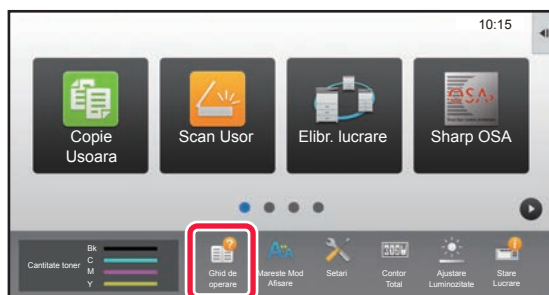 10:15
Copie
Usoara
Scan Usor
Elibr. lucrare
Sharp OSA
Cantitate toner
Bk
C
M
Y
Ghid de
operare
Mareste Mod
Afisare
Setari
Contor
Total
Ajustare
Luminozitate
Stare
Lucrare